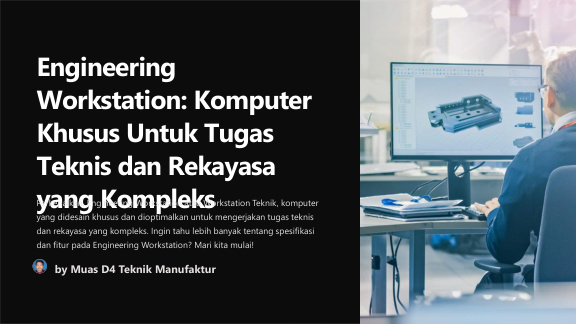 Engineering
Workstation: Komputer
Khusus Untuk Tugas
Teknis dan Rekayasa
yang Kompleks
Workstation Teknik, komputer
yang didesain khusus dan dioptimalkan untuk mengerjakan tugas teknis
dan rekayasa yang kompleks. Ingin tahu lebih banyak tentang spesifikasi
dan fitur pada Engineering Workstation? Mari kita mulai!
by Muas D4 Teknik Manufaktur